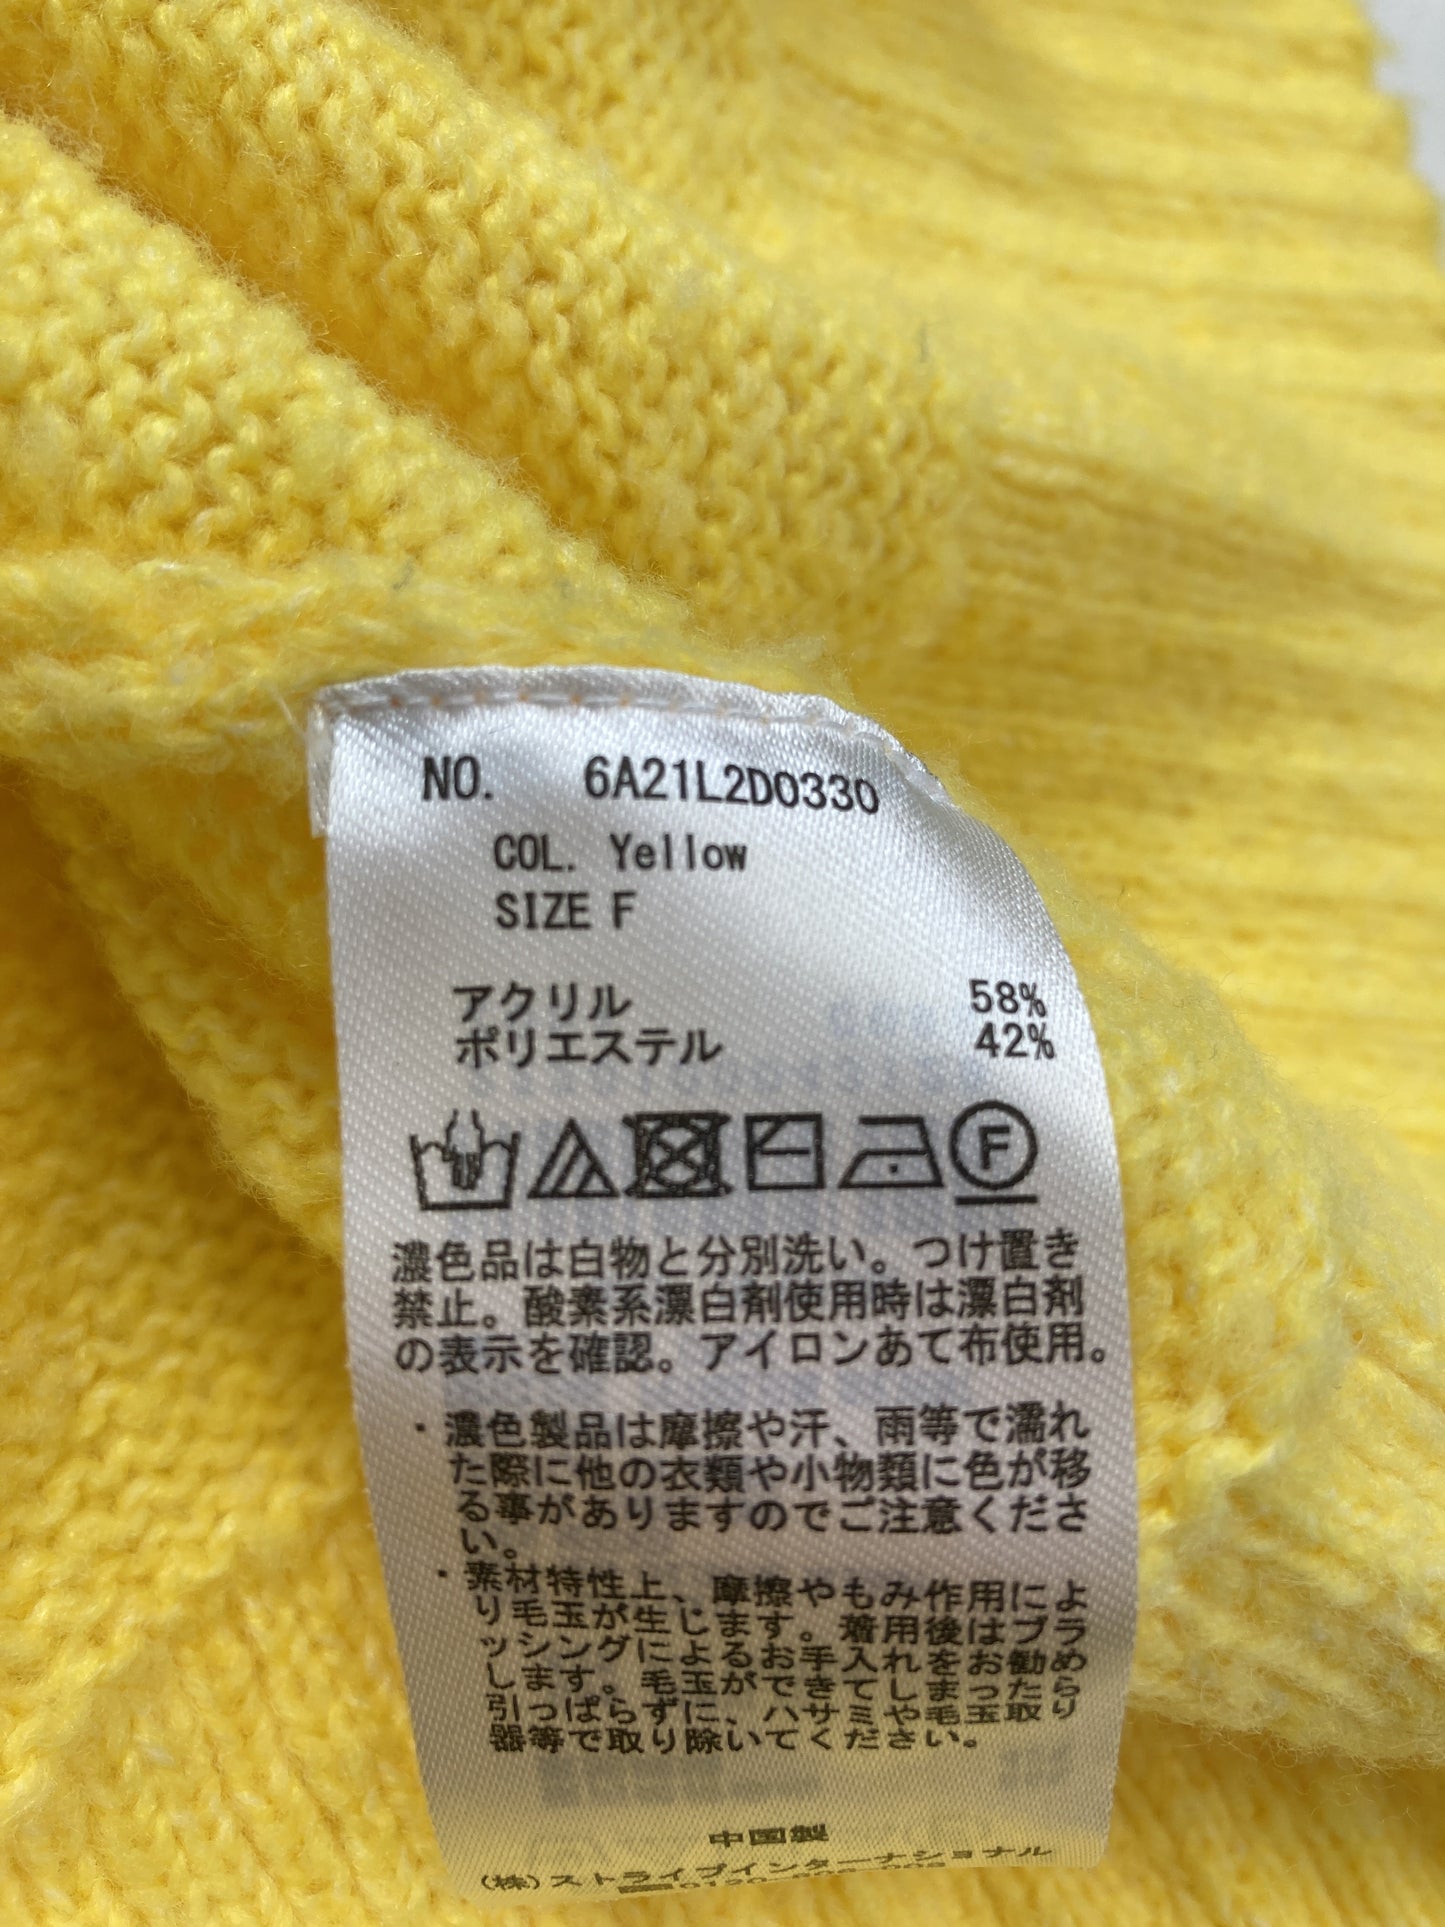 NO. 6A21L2D0330
COL. Yellow
SIZE F
アクリル 58%
ポリエステル 42%
F
濃色品は白物と分別洗い。つけ置き
禁止。酸素系漂白剤使用時は漂白剤
の表示を確認。アイロンあて布使用。
・濃色製品は摩擦や汗、雨等で濡れ
た際に他の衣類や小物類に色が移
る事がありますのでご注意くださ
い。
・素材特性上、摩擦やもみ作用によ
り毛玉が生じます。着用後はブラ
ッシングによるお手入れをお勧め
します。毛玉ができてしまったら
引っぱらずに、ハサミや毛玉取り
器等で取り除いてください。
中国製
(株)ストライプインターナショナル